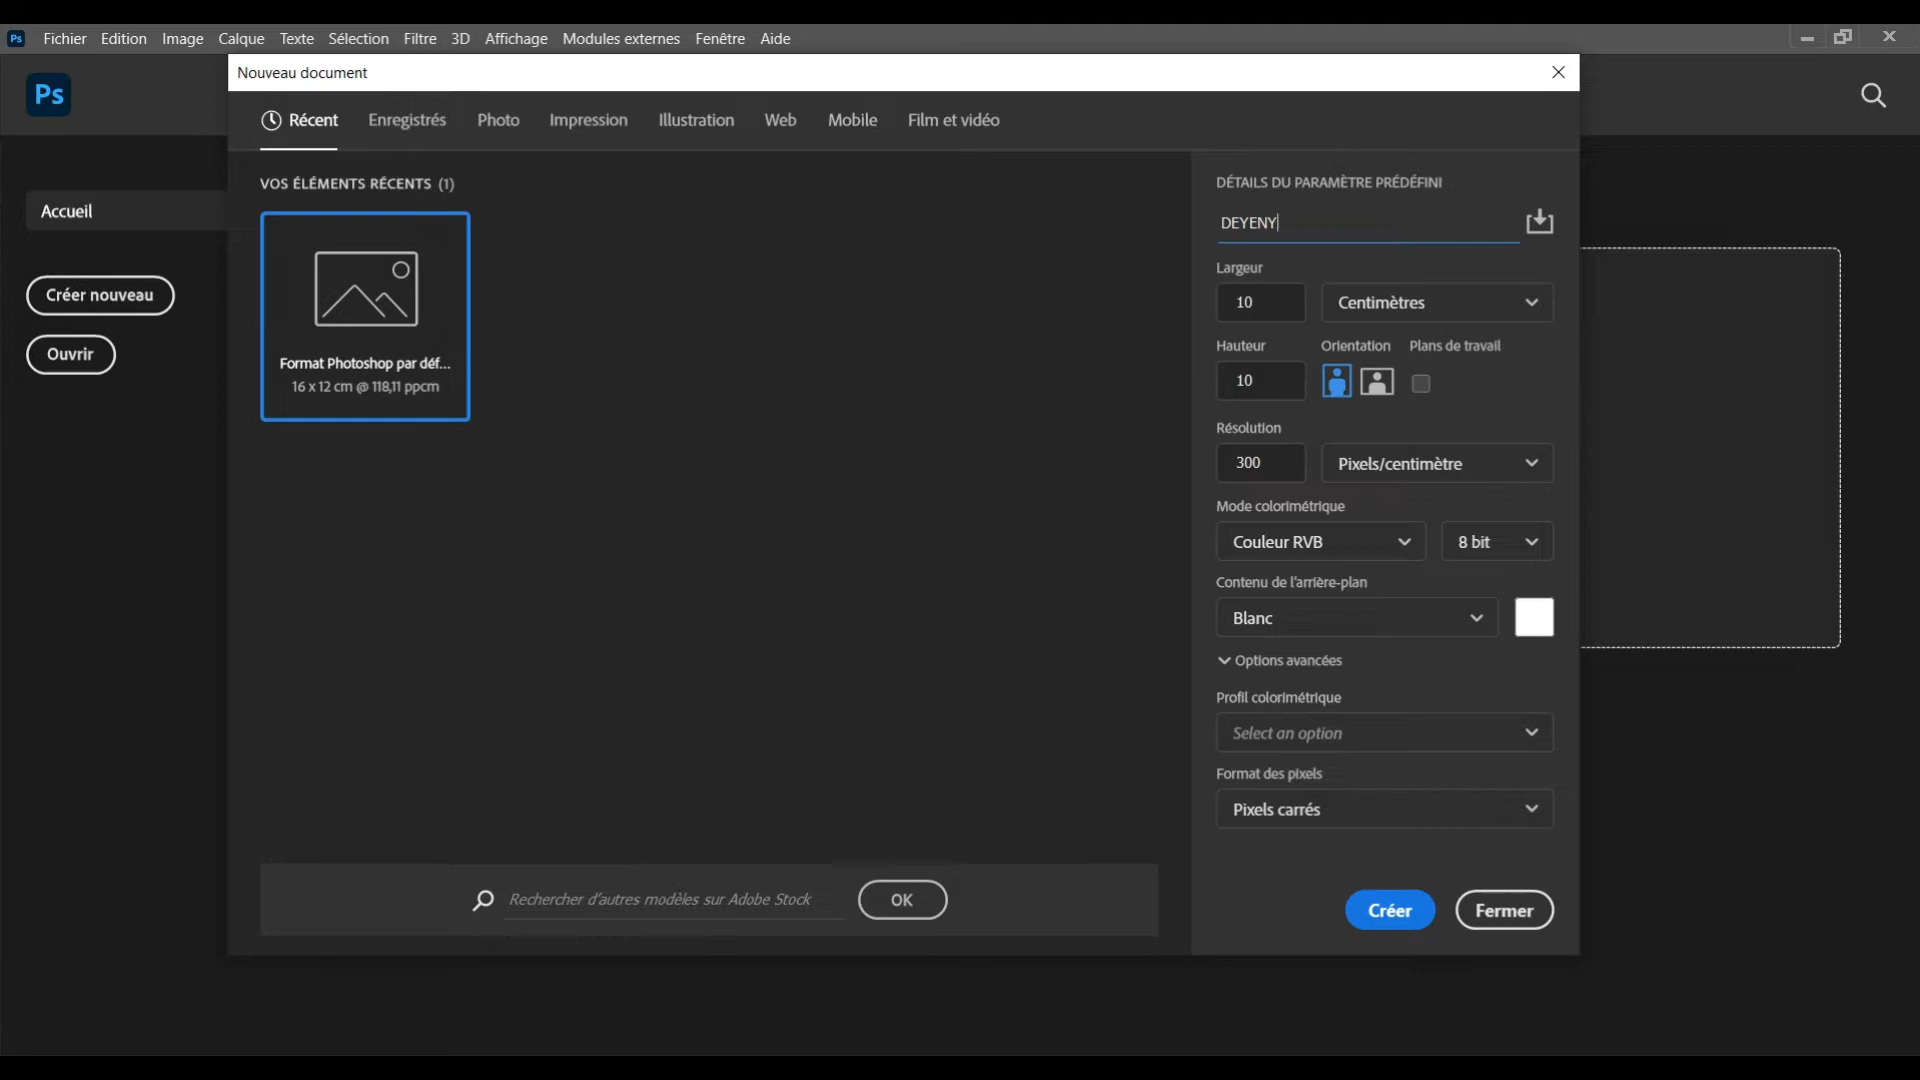 Ps Fichier Edition Image Calque Texte Sélection Filtre 3D Affichage Modules externes Fenêtre Aide
Ps
Accueil
Créer nouveau
Ouvrir
Nouveau document
Récent Enregistrés Photo Impression Illustration Web Mobile Film et vidéo
VOS ÉLÉMENTS RÉCENTS (1)
Format Photoshop par déf...
16 x 12 cm @ 118,11 ppcm
Rechercher d'autres modèles sur Adobe Stock OK
DÉTAILS DU PARAMÈTRE PRÉDÉFINI
DEYENY
Largeur
10 Centimètres
Hauteur Orientation Plans de travail
10
Résolution
300 Pixels/centimètre
Mode colorimétrique
Couleur RVB 8 bit
Contenu de l'arrière-plan
Blanc
Options avancées
Profil colorimétrique
Select an option
Format des pixels
Pixels carrés
Créer Fermer